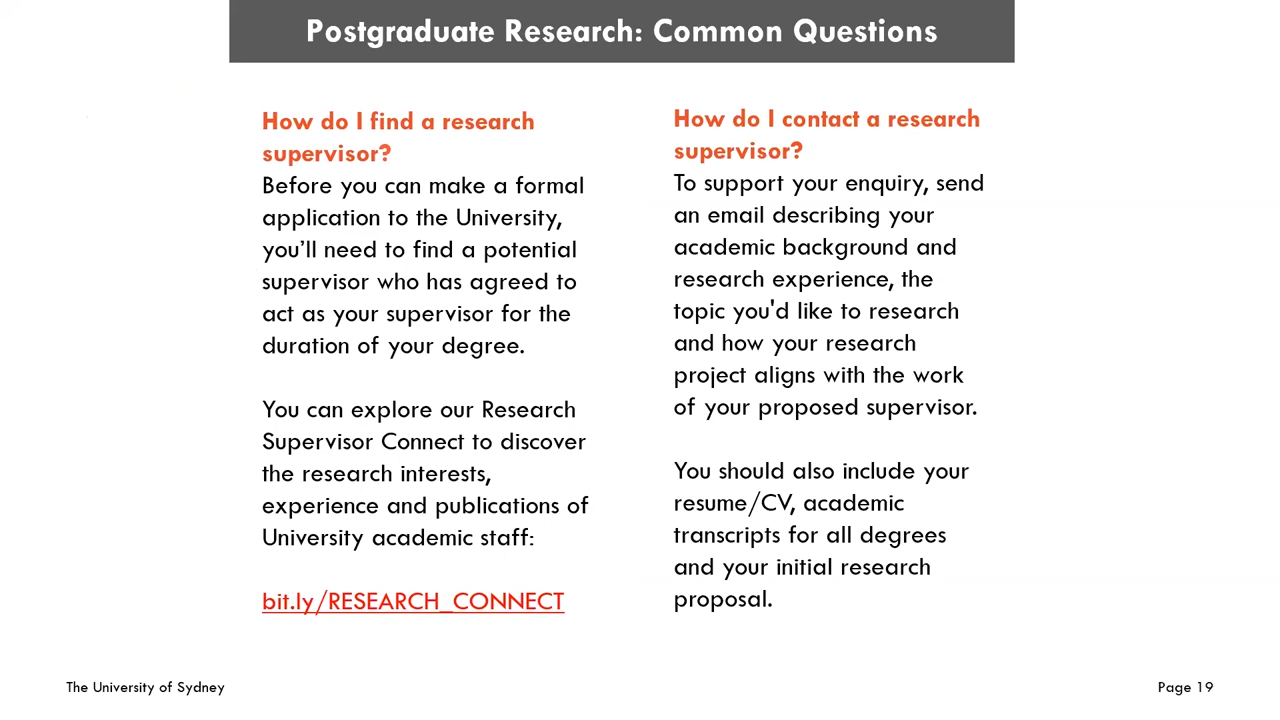 Postgraduate Research: Common Questions
How do I find a research
supervisor?
Before you can make a formal
application to the University,
you’ll need to find a potential
supervisor who has agreed to
act as your supervisor for the
duration of your degree.
You can explore our Research
Supervisor Connect to discover
the research interests,
experience and publications of
University academic staff:
bit.ly/RESEARCH_CONNECT
How do I contact a research
supervisor?
To support your enquiry, send
an email describing your
academic background and
research experience, the
topic you'd like to research
and how your research
project aligns with the work
of your proposed supervisor.
You should also include your
resume/CV, academic
transcripts for all degrees
and your initial research
proposal.
The University of Sydney
Page 19